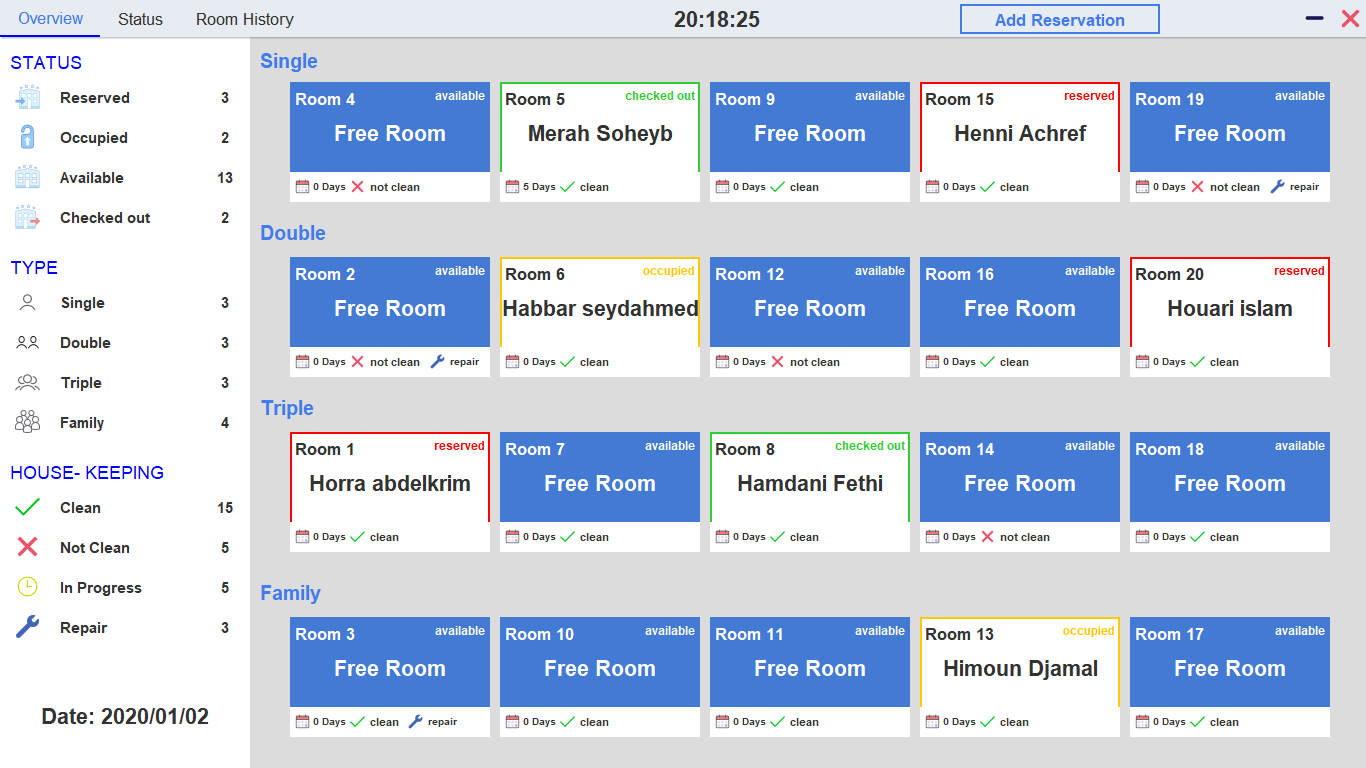 Overview Status Room History 20:18:25 Add Reservation
STATUS
Reserved 3
Occupied 2
Available 13
Checked out 2
TYPE
Single 3
Double 3
Triple 3
Family 4
HOUSE- KEEPING
Clean 15
Not Clean 5
In Progress 5
Repair 3
Date: 2020/01/02
Single
Room 4 available
Free Room
0 Days not clean
Room 5 checked out
Merah Soheyb
5 Days clean
Room 9 available
Free Room
0 Days clean
Room 15 reserved
Henni Achref
0 Days clean
Room 19 available
Free Room
0 Days not clean repair
Double
Room 2 available
Free Room
0 Days not clean repair
Room 6 occupied
Habbar seydahmed
0 Days clean
Room 12 available
Free Room
0 Days not clean
Room 16 available
Free Room
0 Days clean
Room 20 reserved
Houari islam
0 Days clean
Triple
Room 1 reserved
Horra abdelkrim
0 Days clean
Room 7 available
Free Room
0 Days clean
Room 8 checked out
Hamdani Fethi
0 Days clean
Room 14 available
Free Room
0 Days not clean
Room 18 available
Free Room
0 Days clean
Family
Room 3 available
Free Room
0 Days clean repair
Room 10 available
Free Room
0 Days clean
Room 11 available
Free Room
0 Days clean
Room 13 occupied
Himoun Djamal
0 Days clean
Room 17 available
Free Room
0 Days clean